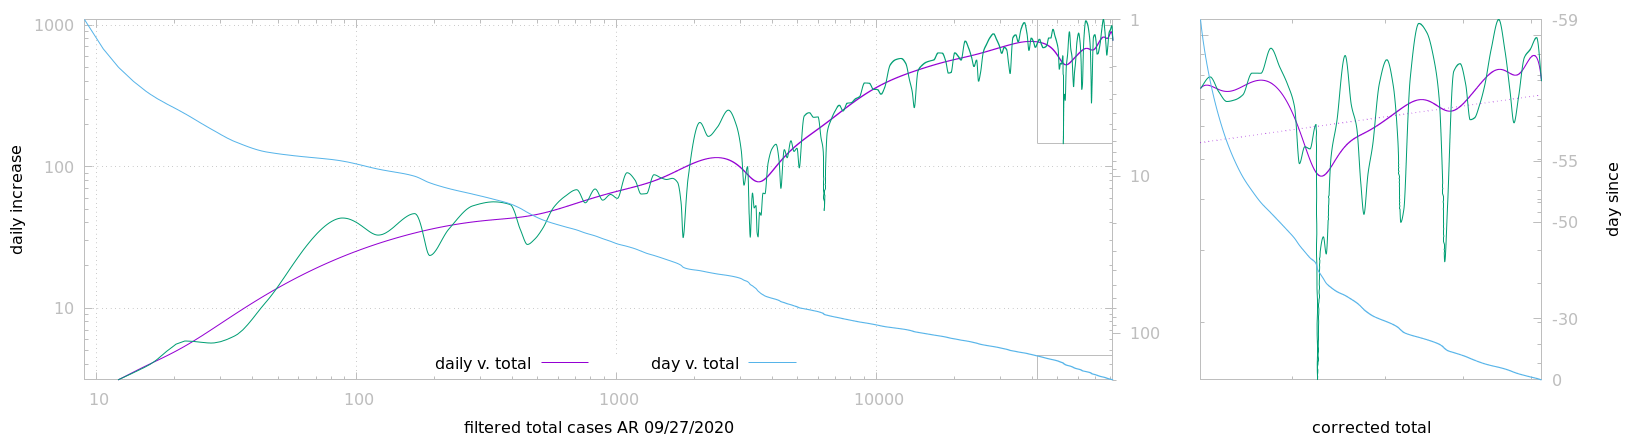 1000
100
10
daily increase
daily v. total
day v. total
10
100
1000
10000
filtered total cases AR 09/27/2020
1
10
100
-59
-55
-50
-30
0
day since
corrected total